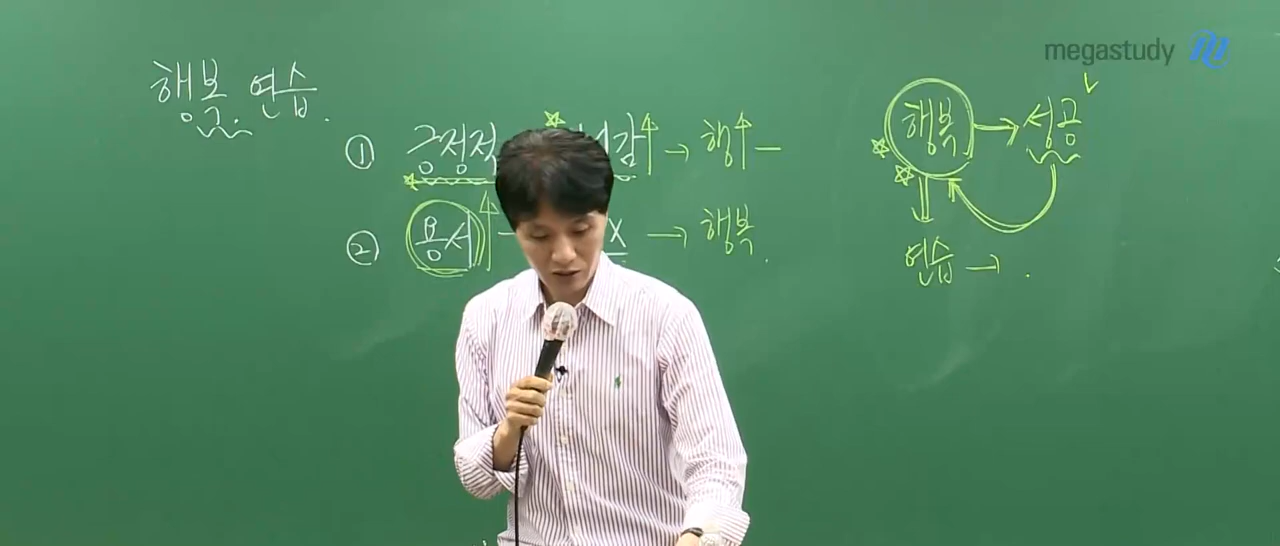 megastudy
행복 연습.
① 긍정적 감↑ → 행↑ —
② 용서↑ — X → 행복.
행복 → 성공
연습 → .